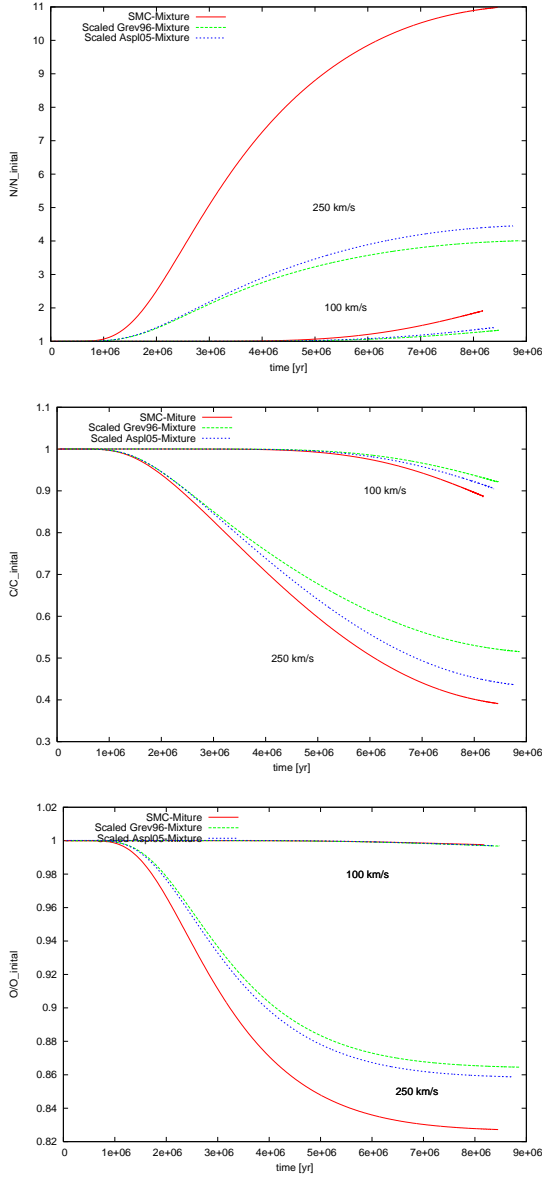 11
10
9
8
7
6
5
4
3
2
1
N/N_inital
SMC-Mixture
Scaled Grev96-Mixture
Scaled Aspl05-Mixture
250 km/s
100 km/s
0 1e+06 2e+06 3e+06 4e+06 5e+06 6e+06 7e+06 8e+06 9e+06
time [yr]
1.1
1
0.9
0.8
0.7
0.6
0.5
0.4
0.3
C/C_inital
SMC-Miture
Scaled Grev96-Mixture
Scaled Aspl05-Mixture
100 km/s
250 km/s
0 1e+06 2e+06 3e+06 4e+06 5e+06 6e+06 7e+06 8e+06 9e+06
time [yr]
1.02
1
0.98
0.96
0.94
0.92
0.9
0.88
0.86
0.84
0.82
O/O_inital
SMC-Miture
Scaled Grev96-Mixture
Scaled Aspl05-Mixture
100 km/s
250 km/s
0 1e+06 2e+06 3e+06 4e+06 5e+06 6e+06 7e+06 8e+06 9e+06
time [yr]